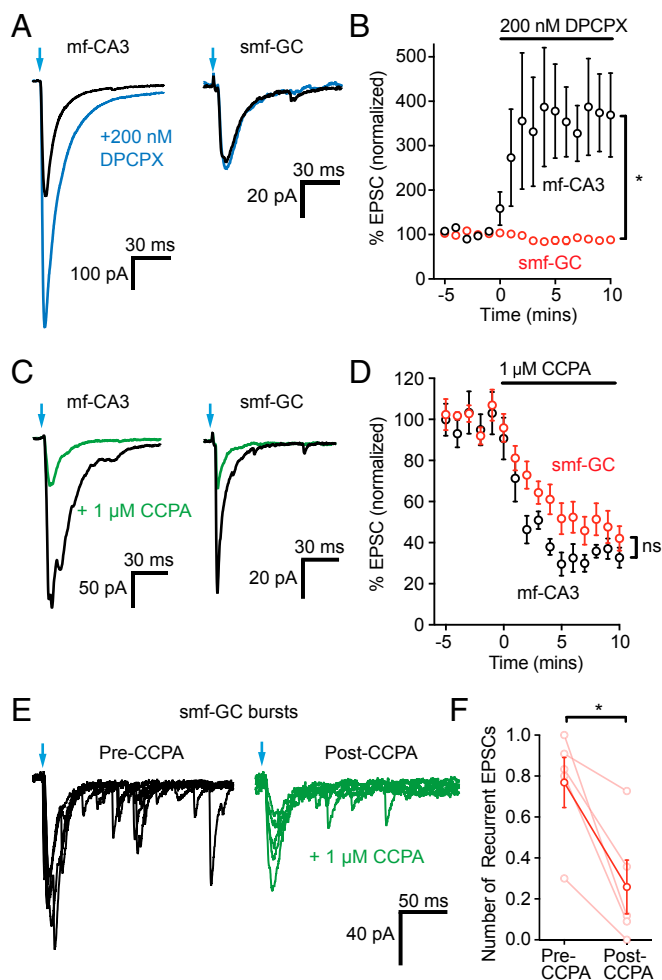 A
mf-CA3
smf-GC
+200 nM
DPCPX
30 ms
20 pA
30 ms
100 pA
B
200 nM DPCPX
% EPSC (normalized)
500
400
300
200
100
0
mf-CA3
*
smf-GC
-5
0
5
10
Time (mins)
C
mf-CA3
smf-GC
+ 1 µM CCPA
30 ms
50 pA
30 ms
20 pA
D
1 µM CCPA
% EPSC (normalized)
120
100
80
60
40
20
0
smf-GC
ns
mf-CA3
-5
0
5
10
Time (mins)
E
smf-GC bursts
Pre-CCPA
Post-CCPA
+ 1 µM CCPA
50 ms
40 pA
F
*
Number of Recurrent EPSCs
1.0
0.8
0.6
0.4
0.2
0.0
Pre-
CCPA
Post-
CCPA